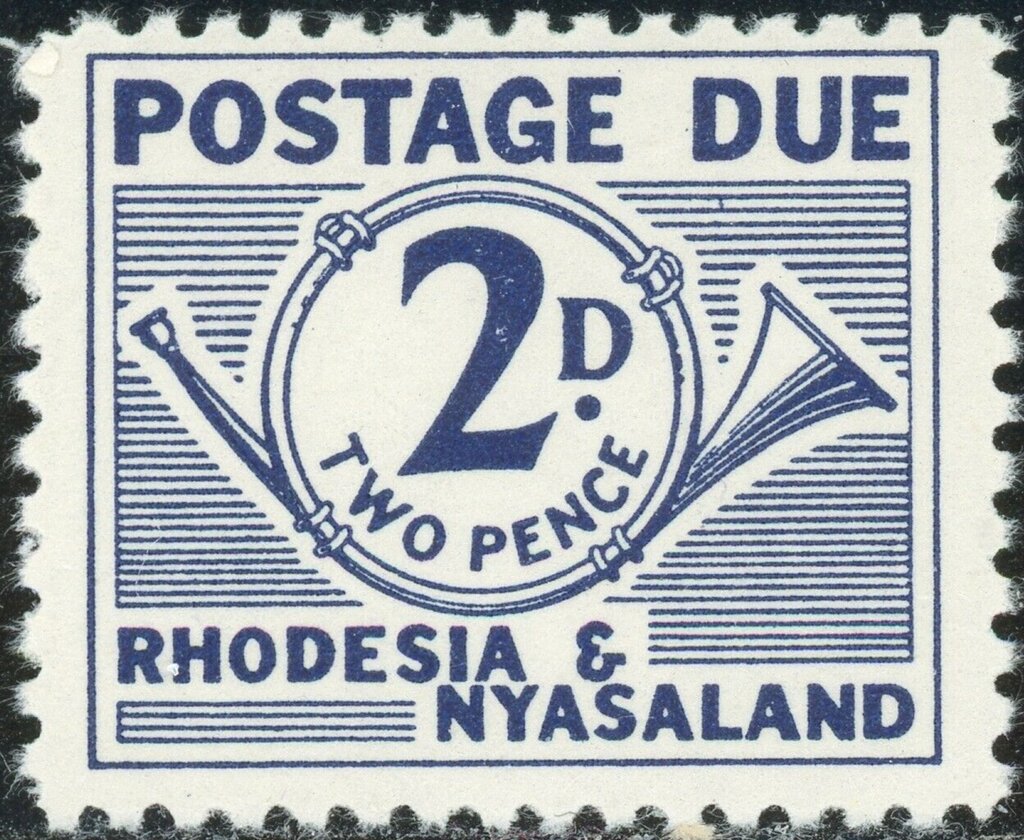 POSTAGE DUE
2D.
TWO PENCE
RHODESIA &
NYASALAND